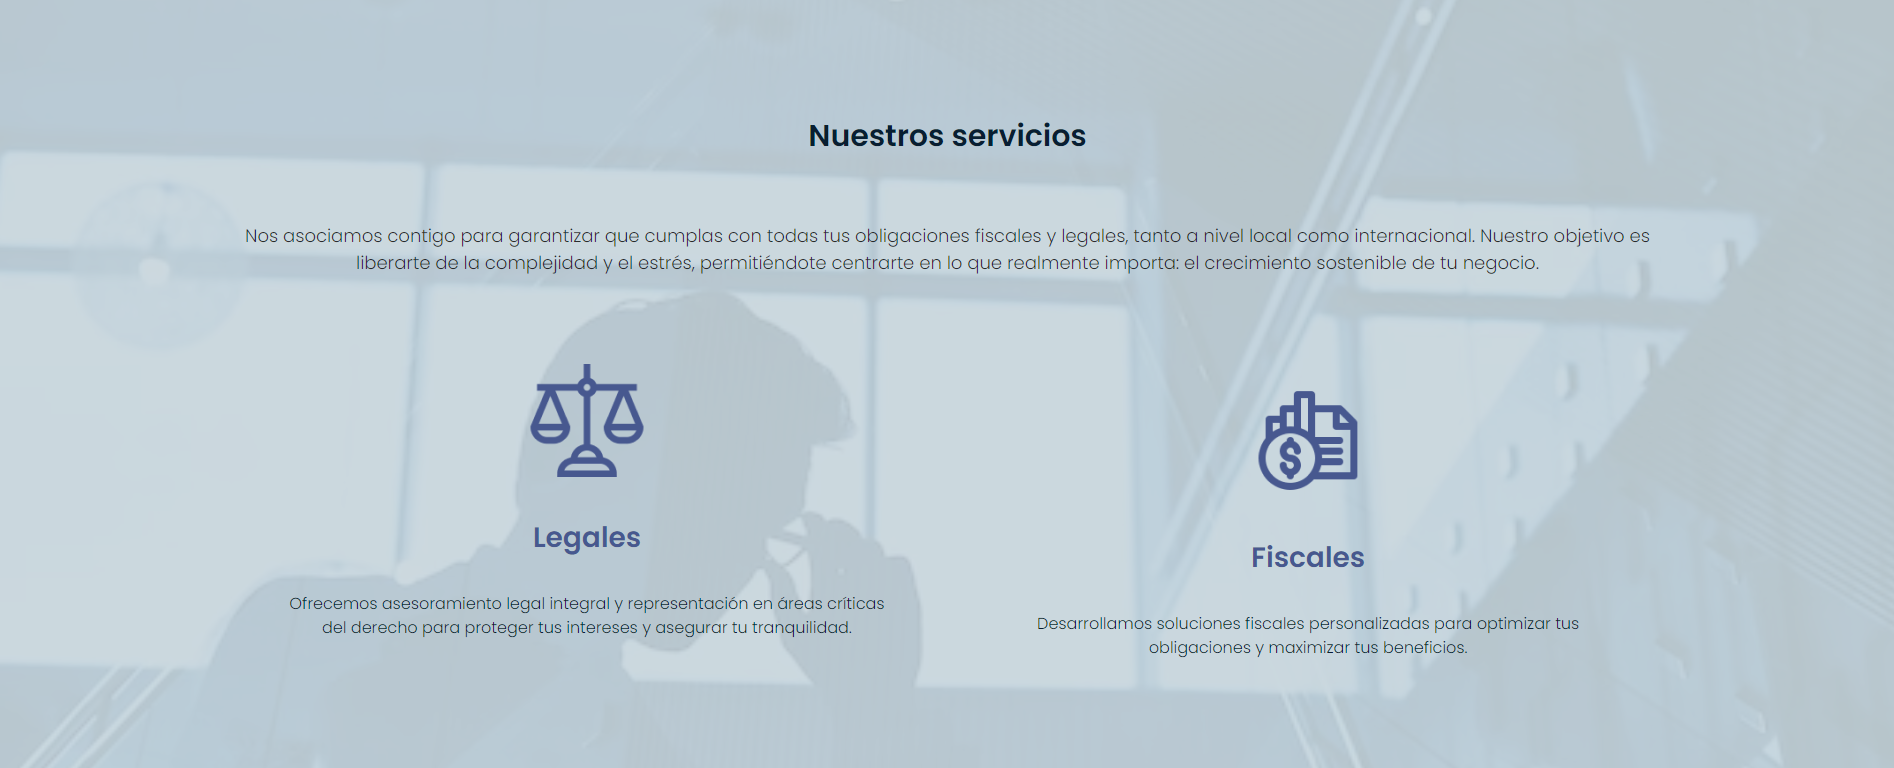 Nuestros servicios
Nos asociamos contigo para garantizar que cumplas con todas tus obligaciones fiscales y legales, tanto a nivel local como internacional. Nuestro objetivo es
liberarte de la complejidad y el estrés, permitiéndote centrarte en lo que realmente importa: el crecimiento sostenible de tu negocio.
Legales
Ofrecemos asesoramiento legal integral y representación en áreas críticas
del derecho para proteger tus intereses y asegurar tu tranquilidad.
$
Fiscales
Desarrollamos soluciones fiscales personalizadas para optimizar tus
obligaciones y maximizar tus beneficios.